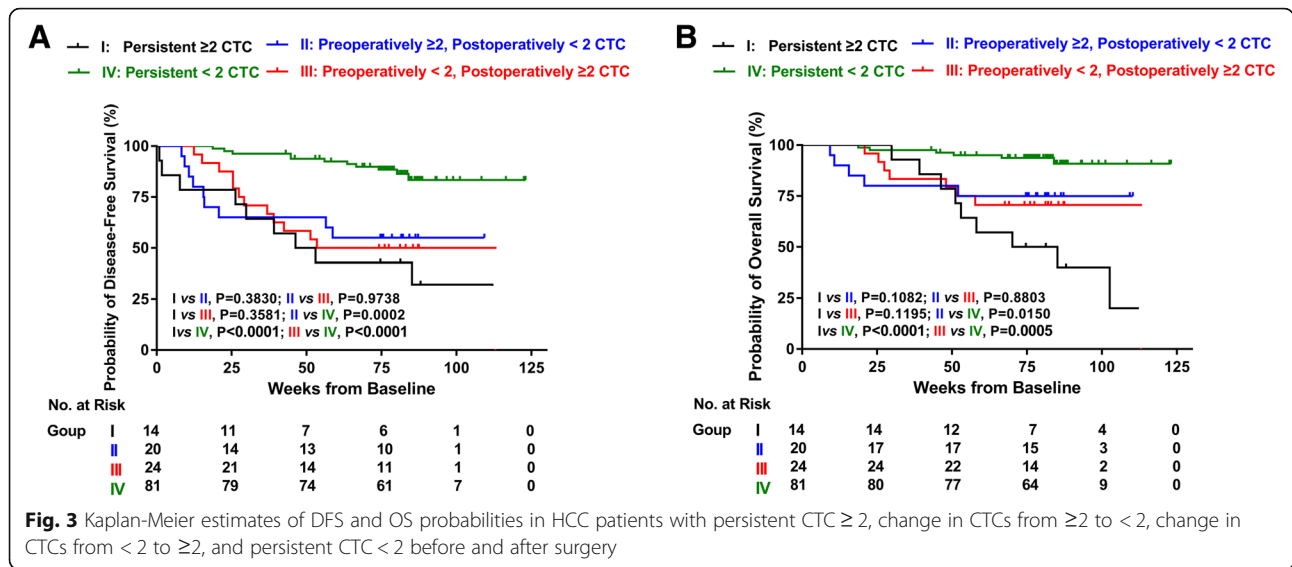 A
I: Persistent ≥2 CTC
II: Preoperatively ≥2, Postoperatively < 2 CTC
IV: Persistent < 2 CTC
III: Preoperatively < 2, Postoperatively ≥2 CTC
Probability of Disease-Free Survival (%)
100
75
50
25
0
I vs II, P=0.3830; II vs III, P=0.9738
I vs III, P=0.3581; II vs IV, P=0.0002
I vs IV, P<0.0001; III vs IV, P<0.0001
0 25 50 75 100 125
Weeks from Baseline
No. at Risk
Goup I 14 11 7 6 1 0
II 20 14 13 10 1 0
III 24 21 14 11 1 0
IV 81 79 74 61 7 0
B
I: Persistent ≥2 CTC
II: Preoperatively ≥2, Postoperatively < 2 CTC
IV: Persistent < 2 CTC
III: Preoperatively < 2, Postoperatively ≥2 CTC
Probability of Overall Survival (%)
100
75
50
25
0
I vs II, P=0.1082; II vs III, P=0.8803
I vs III, P=0.1195; II vs IV, P=0.0150
I vs IV, P<0.0001; III vs IV, P=0.0005
0 25 50 75 100 125
Weeks from Baseline
No. at Risk
Goup I 14 14 12 7 4 0
II 20 17 17 15 3 0
III 24 24 22 14 2 0
IV 81 80 77 64 9 0
Fig. 3 Kaplan-Meier estimates of DFS and OS probabilities in HCC patients with persistent CTC ≥ 2, change in CTCs from ≥2 to < 2, change in
CTCs from < 2 to ≥2, and persistent CTC < 2 before and after surgery